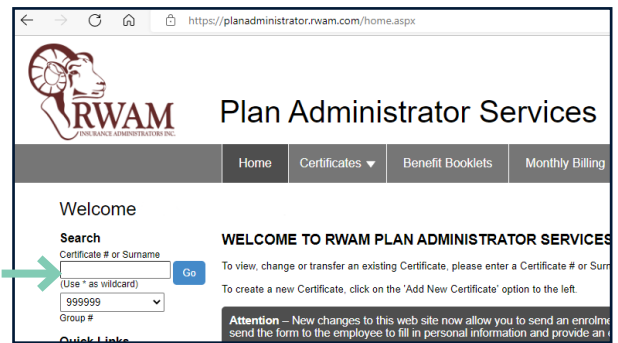 https://planadministrator.rwam.com/home.aspx
RWAM
INSURANCE ADMINISTRATORS INC.
Plan Administrator Services
Home Certificates ▼ Benefit Booklets Monthly Billing
Welcome
Search
Certificate # or Surname
Go
(Use * as wildcard)
999999
Group #
Quick Links
WELCOME TO RWAM PLAN ADMINISTRATOR SERVICES
To view, change or transfer an existing Certificate, please enter a Certificate # or
To create a new Certificate, click on the 'Add New Certificate' option to the left.
Attention – New changes to this web site now allow you to send an
send the form to the employee to fill in personal information and provide an